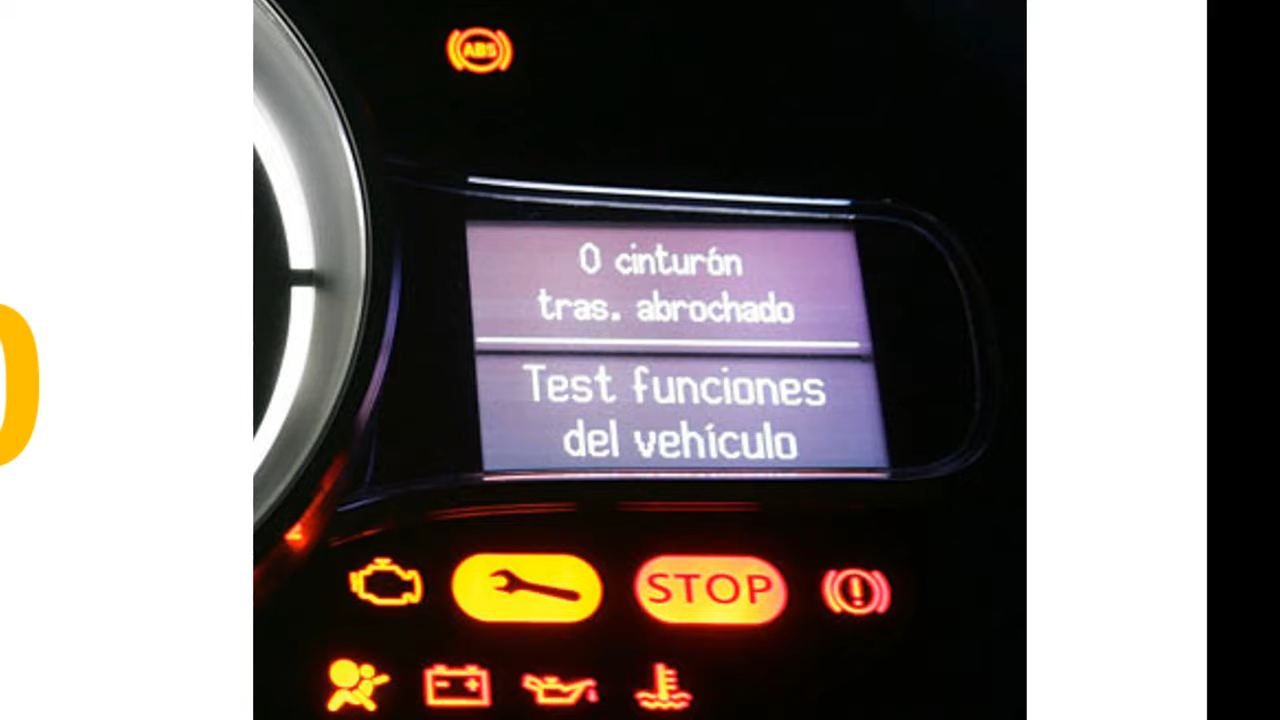 ABS
0 cinturón
tras. abrochado
Test funciones
del vehículo
STOP